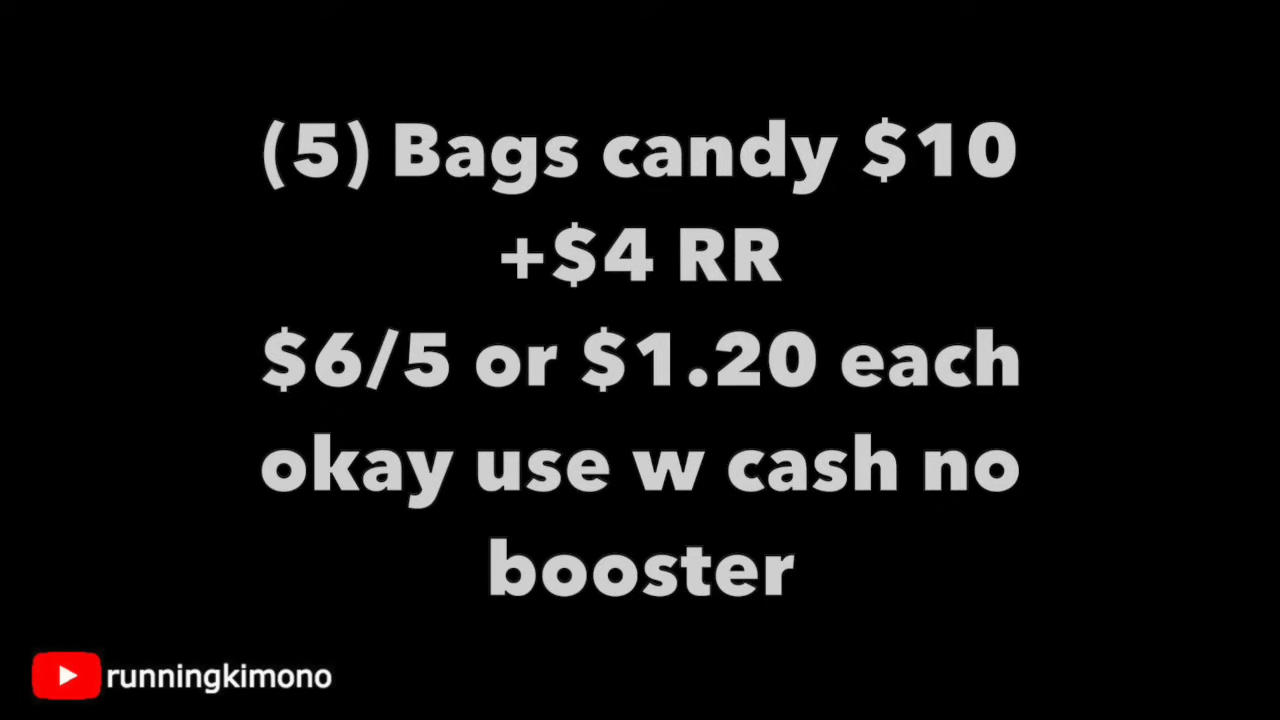 (5) Bags candy $10
+$4 RR
$6/5 or $1.20 each
okay use w cash no
booster
runningkimono